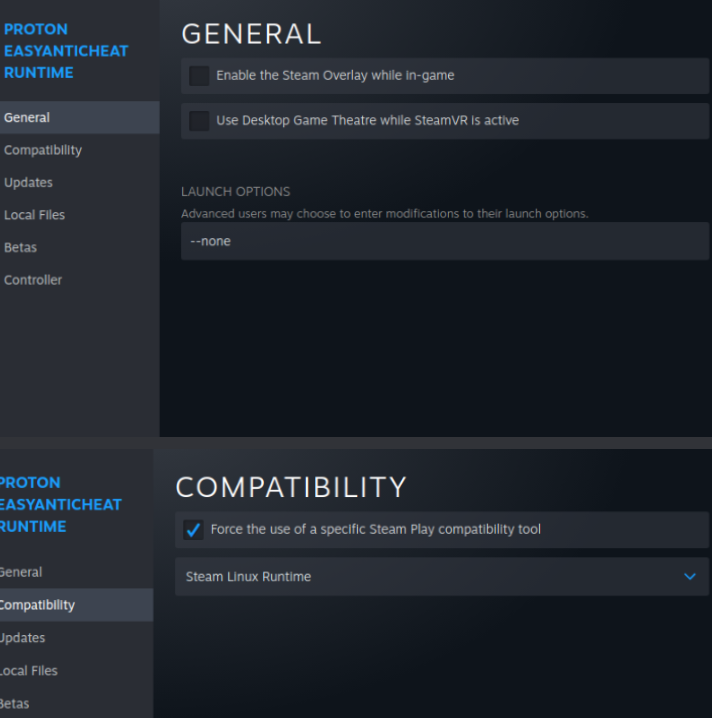 PROTON
EASYANTICHEAT
RUNTIME
General
Compatibility
Updates
Local Files
Betas
Controller
GENERAL
Enable the Steam Overlay while in-game
Use Desktop Game Theatre while SteamVR is active
LAUNCH OPTIONS
Advanced users may choose to enter modifications to their launch options.
--none
PROTON
EASYANTICHEAT
RUNTIME
General
Compatibility
Updates
Local Files
Betas
COMPATIBILITY
Force the use of a specific Steam Play compatibility tool
Steam Linux Runtime